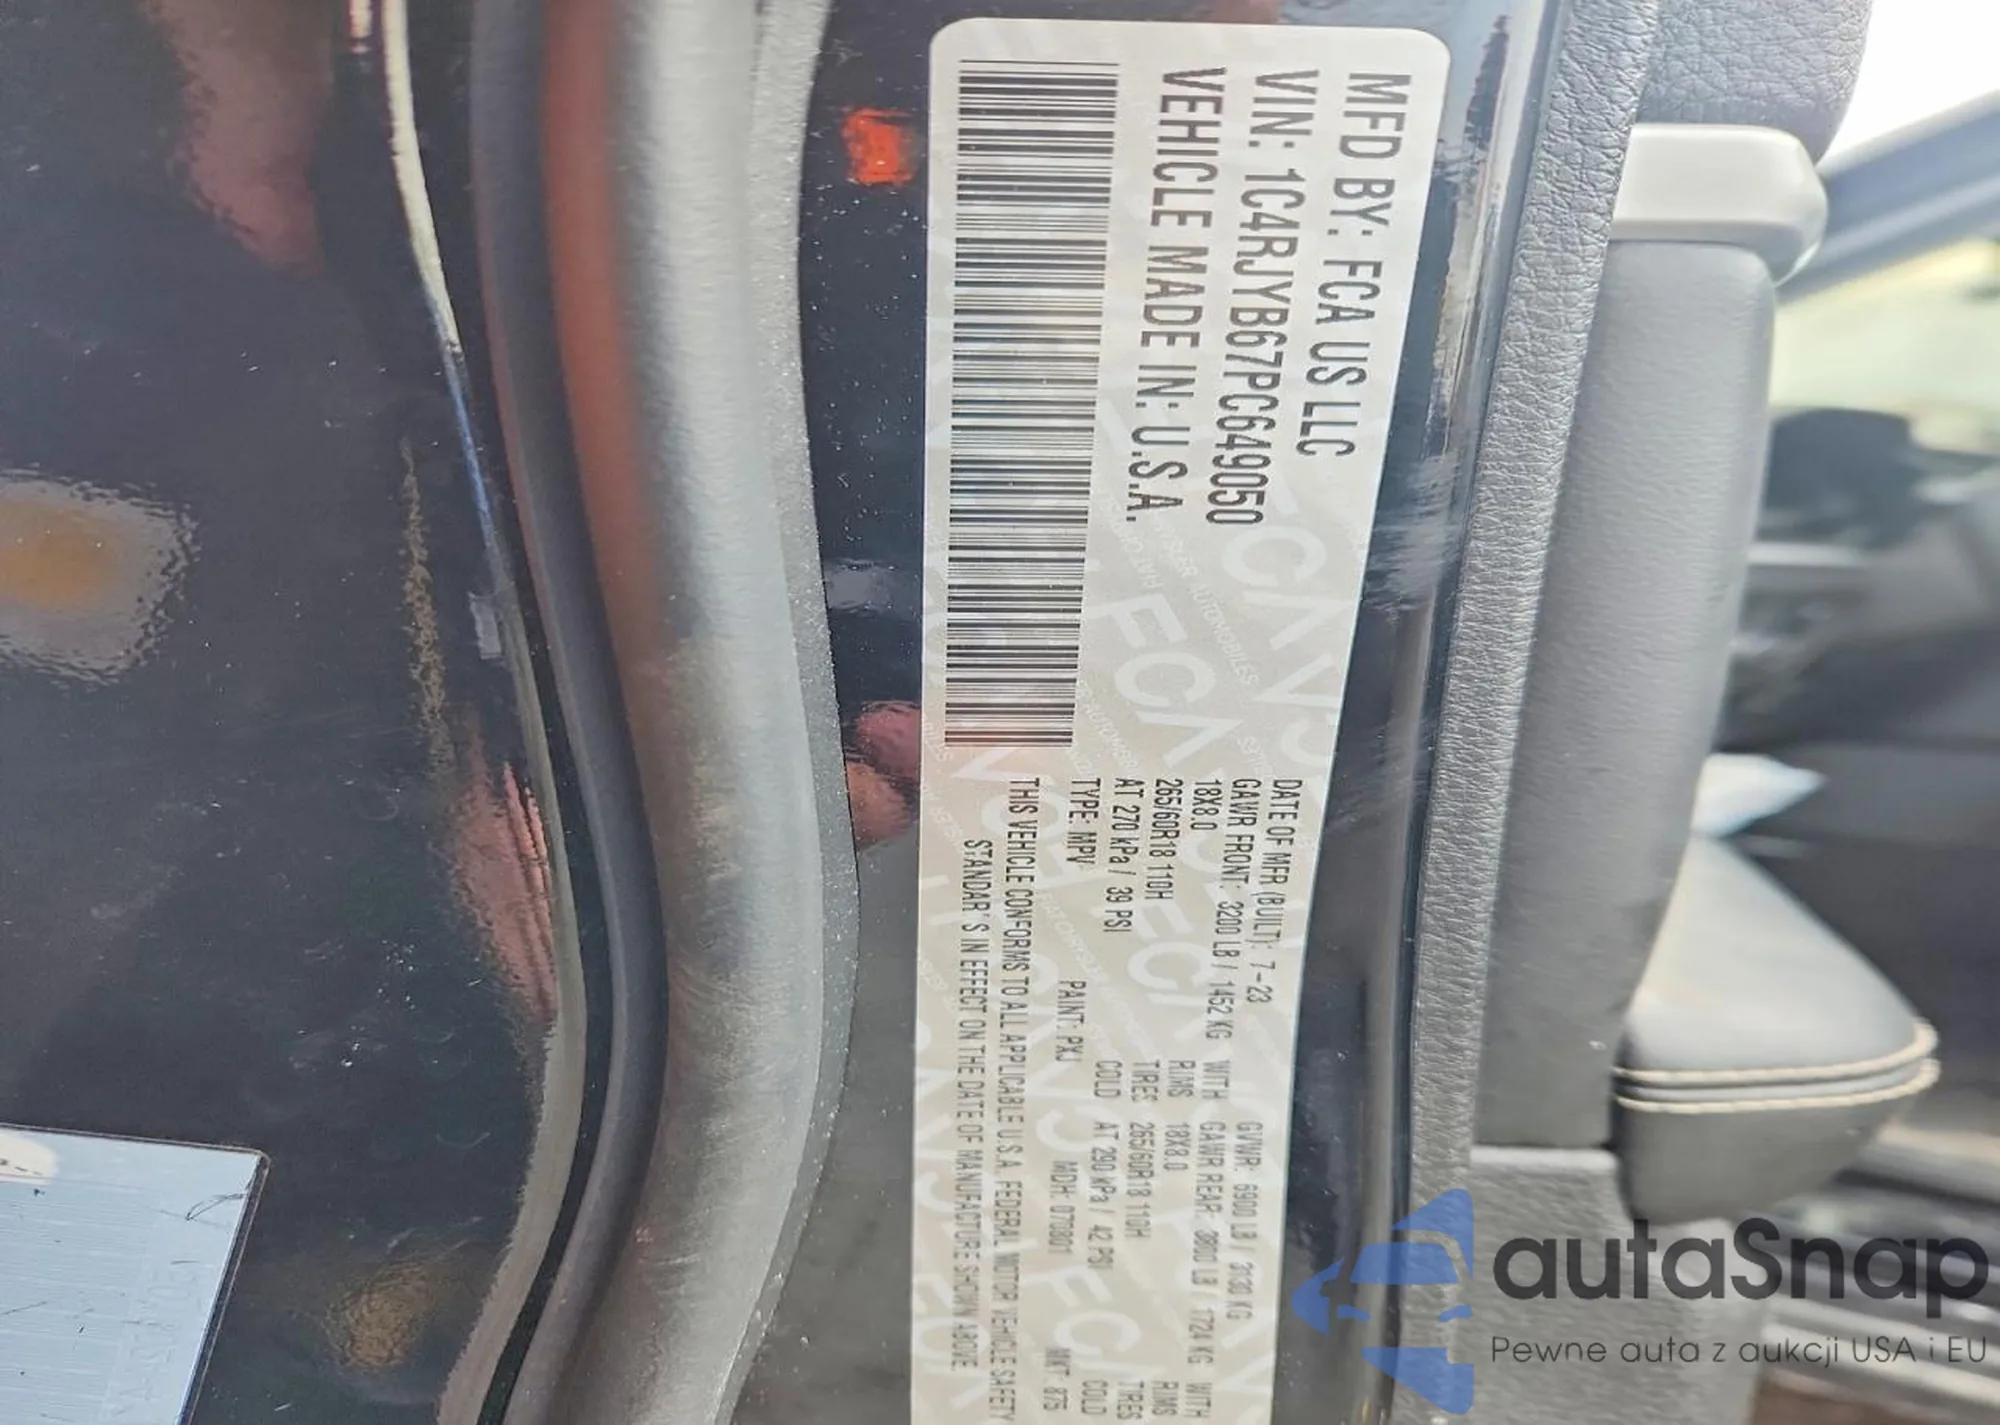 MFD BY: FCA US LLC
VIN: 1C4RJYB67PC649050
VEHICLE MADE IN: U.S.A.
DATE OF MFR (BUILT): 7-23 GVWR: 6900 LB / 3130 KG
GAWR FRONT: 3200 LB / 1452 KG WITH GAWR REAR: 3800 LB / 1724 KG WITH
18X8.0 RIMS 18X8.0 RIMS
265/60R18 110H TIRES 265/60R18 110H TIRES
AT 270 kPa / 39 PSI COLD AT 290 kPa / 42 PSI COLD
TYPE: MPV PAINT: PXJ MDH: 070801 MKT: 875
THIS VEHICLE CONFORMS TO ALL APPLICABLE U.S.A. FEDERAL MOTOR VEHICLE SAFETY
STANDAR'S IN EFFECT ON THE DATE OF MANUFACTURE SHOWN ABOVE.
autaSnap
Pewne auta z aukcji USA i EU